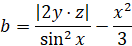 b = |2y · z| / sin² x − x² / 3